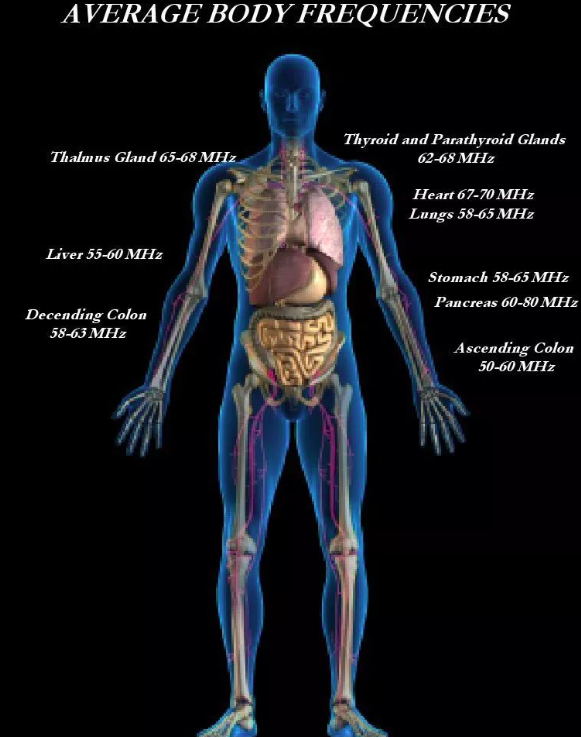 AVERAGE BODY FREQUENCIES
Thyroid and Parathyroid Glands
62-68 MHz
Thalmus Gland 65-68 MHz
Heart 67-70 MHz
Lungs 58-65 MHz
Liver 55-60 MHz
Stomach 58-65 MHz
Pancreas 60-80 MHz
Decending Colon
58-63 MHz
Ascending Colon
50-60 MHz